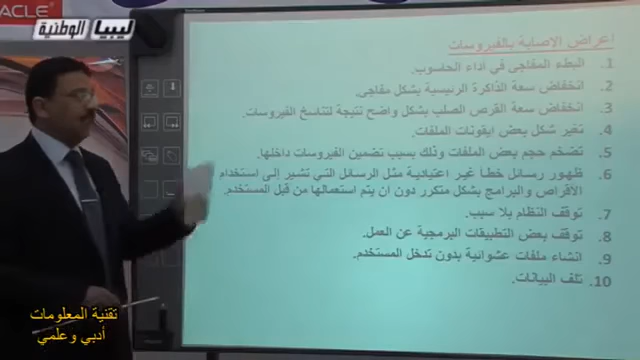 ORACLE
ليبيا الوطنية
اعراض الاصابة بالفيروسات
1. البطء المفاجئ في أداء الحاسوب.
2. انخفاض سعة الذاكرة الرئيسية بشكل مفاجئ.
3. انخفاض سعة القرص الصلب بشكل واضح نتيجة لتناسخ الفيروسات.
4. تغير شكل بعض ايقونات الملفات.
5. تضخم حجم بعض الملفات وذلك بسبب تضمين الفيروسات داخلها.
6. ظهور رسائل خطأ غير اعتيادية مثل الرسائل التي تشير إلى استخدام
الأقراص والبرامج بشكل متكرر دون ان يتم استعمالها من قبل المستخدم.
7. توقف النظام بلا سبب.
8. توقف بعض التطبيقات البرمجية عن العمل.
9. انشاء ملفات عشوائية بدون تدخل المستخدم.
10. تلف البيانات.
تقنية المعلومات
أدبي وعلمي